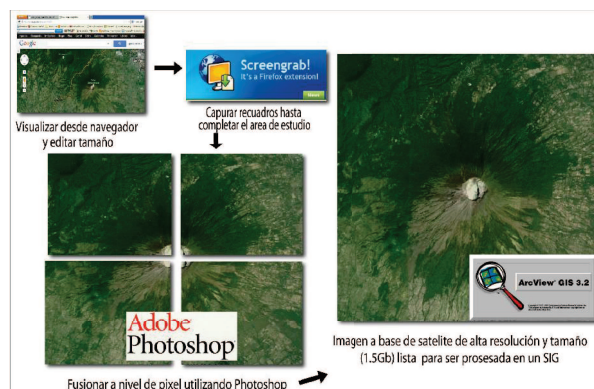 Google
Screengrab!
It's a Firefox extension!
Visualizar desde navegador
y editar tamaño
Capurar recuadros hasta
completar el area de estudio
Adobe
Photoshop
Fusionar a nivel de pixel utilizando Photoshop
ArcView GIS 3.2
Imagen a base de satelite de alta resolución y tamaño
(1.5Gb) lista para ser prosesada en un SIG